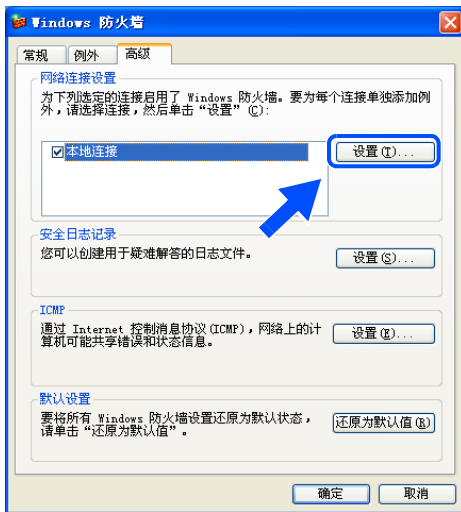 Windows 防火墙
常规 例外 高级
网络连接设置
为下列选定的连接启用了 Windows 防火墙。要为每个连接单独添加例
外，请选择连接，然后单击“设置”(C):
本地连接
设置(T)...
安全日志记录
您可以创建用于疑难解答的日志文件。
设置(S)...
ICMP
通过 Internet 控制消息协议(ICMP)，网络上的计
算机可能共享错误和状态信息。
设置(E)...
默认设置
要将所有 Windows 防火墙设置还原为默认状态，
请单击“还原为默认值”。
还原为默认值(R)
确定 取消